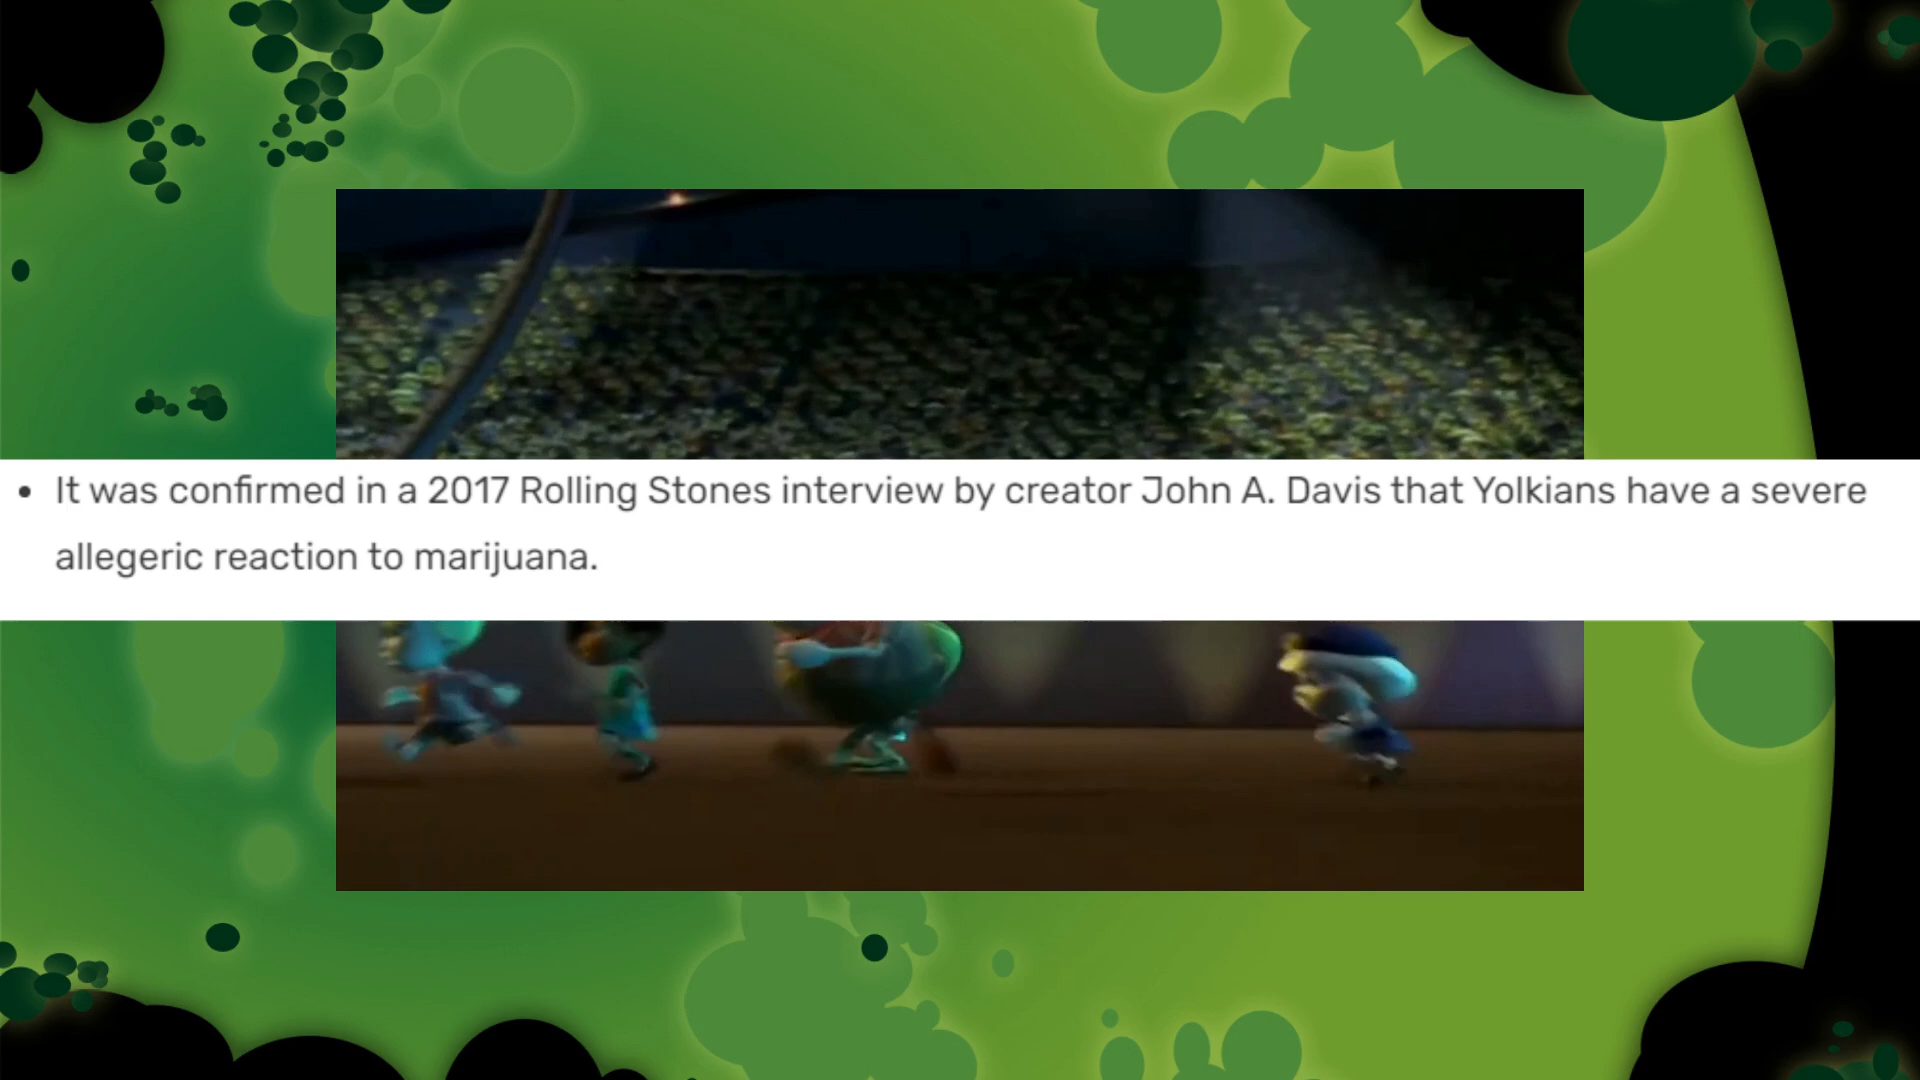 • It was confirmed in a 2017 Rolling Stones interview by creator John A. Davis that Yolkians have a severe
allegeric reaction to marijuana.